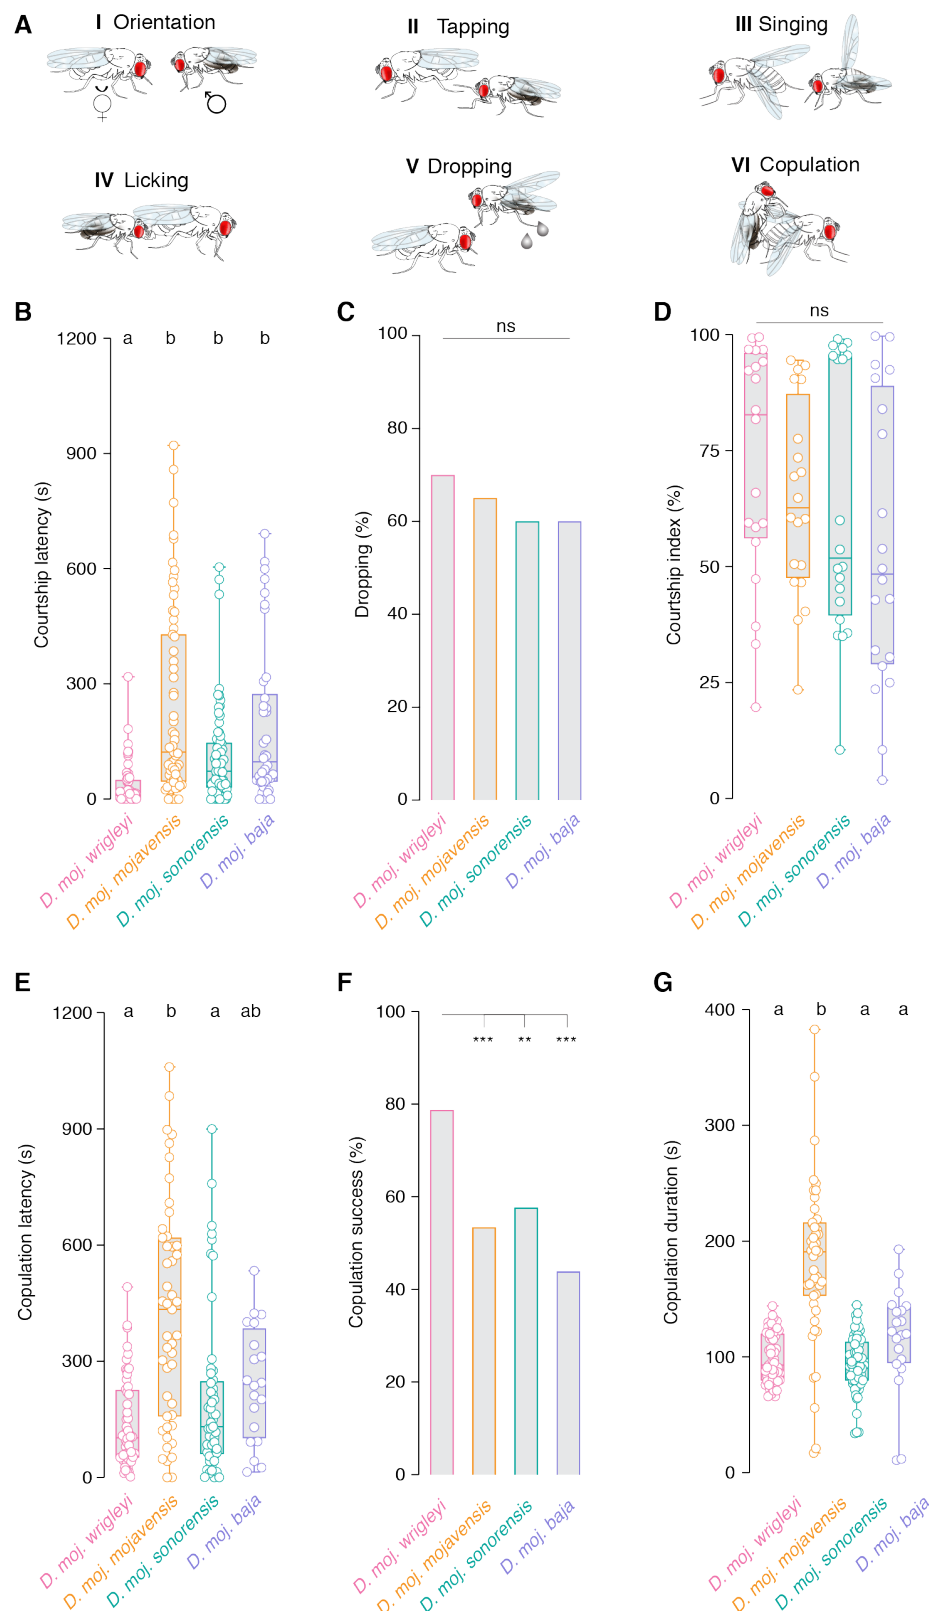 A
I Orientation
II Tapping
III Singing
IV Licking
V Dropping
VI Copulation
B
1200
900
600
300
0
Courtship latency (s)
a b b b
D. moj. wrigleyi
D. moj. mojavensis
D. moj. sonorensis
D. moj. baja
C
100
80
60
40
20
0
Dropping (%)
ns
D. moj. wrigleyi
D. moj. mojavensis
D. moj. sonorensis
D. moj. baja
D
100
75
50
25
0
Courtship index (%)
ns
D. moj. wrigleyi
D. moj. mojavensis
D. moj. sonorensis
D. moj. baja
E
1200
900
600
300
0
Copulation latency (s)
a b a ab
D. moj. wrigleyi
D. moj. mojavensis
D. moj. sonorensis
D. moj. baja
F
100
80
60
40
20
0
Copulation success (%)
*** ** ***
D. moj. wrigleyi
D. moj. mojavensis
D. moj. sonorensis
D. moj. baja
G
400
300
200
100
0
Copulation duration (s)
a b a a
D. moj. wrigleyi
D. moj. mojavensis
D. moj. sonorensis
D. moj. baja